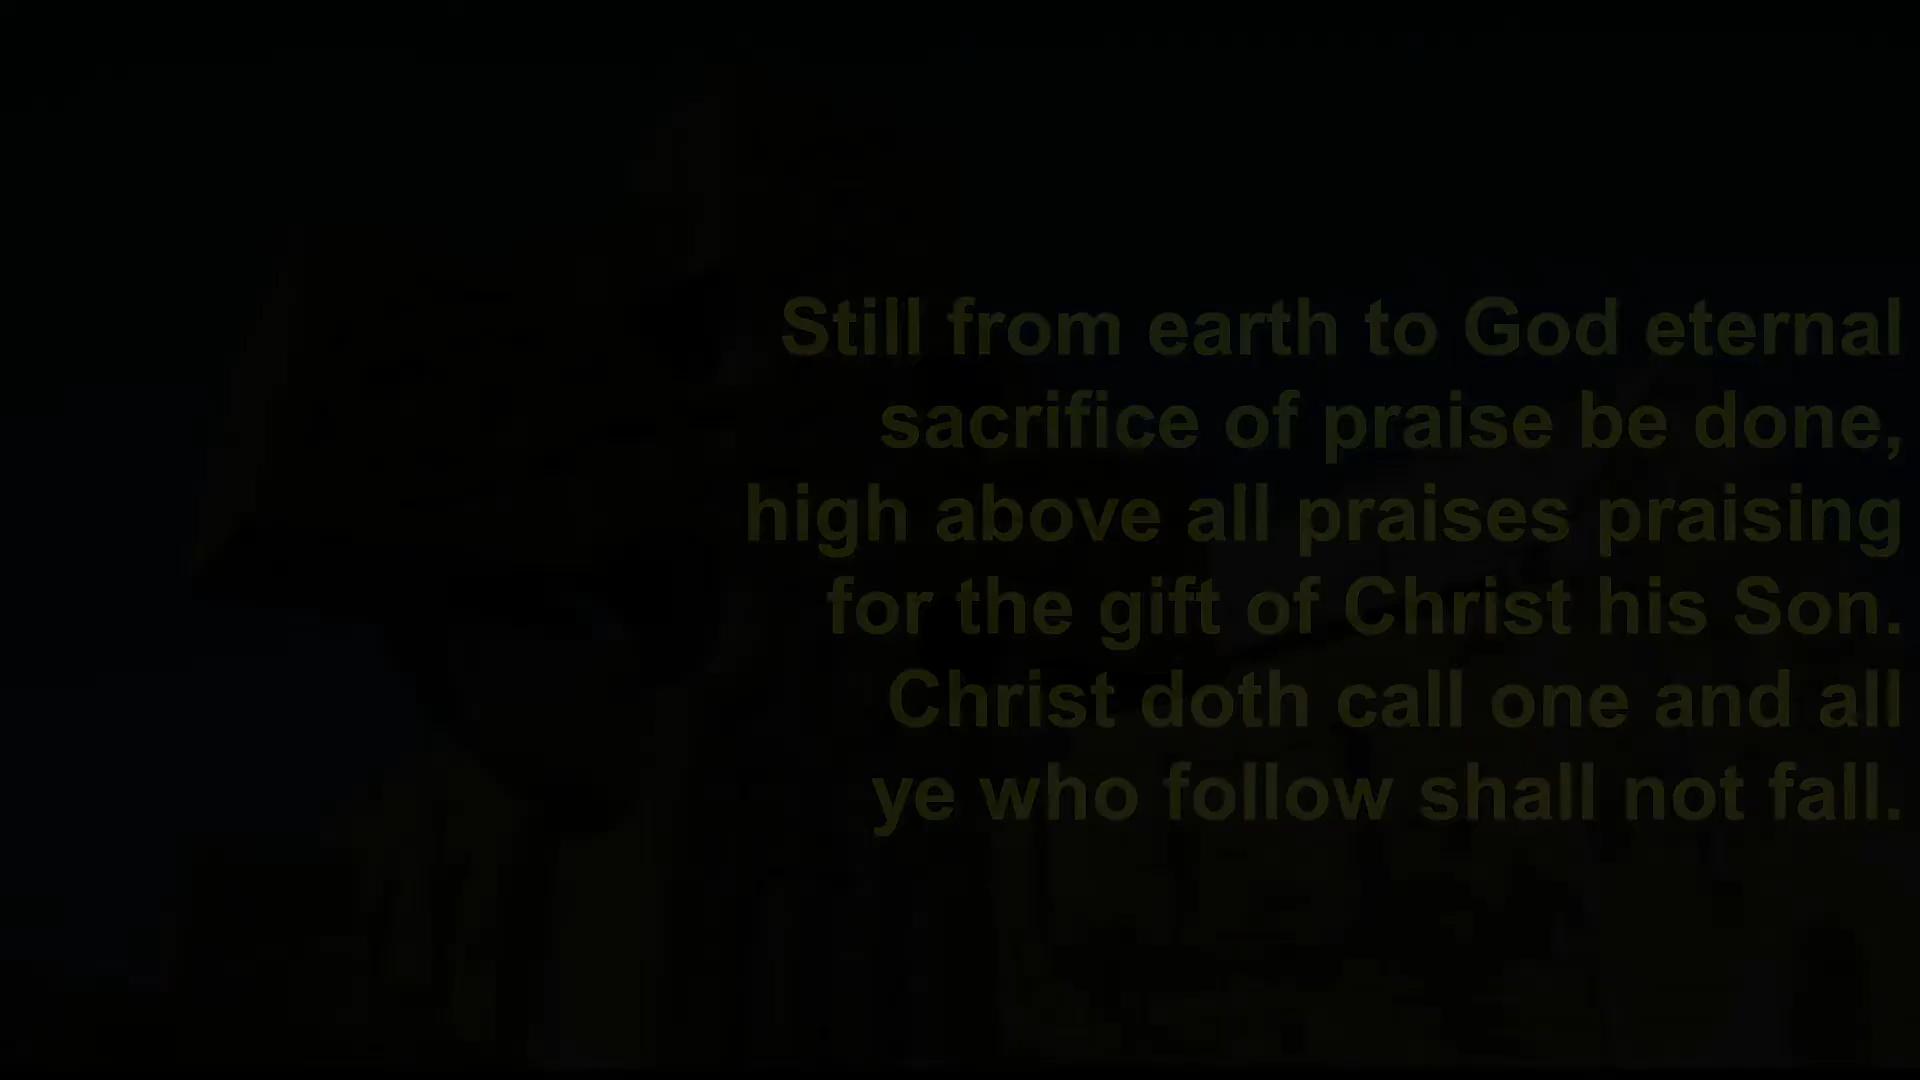 Still from earth to God eternal
sacrifice of praise be done,
high above all praises praising
for the gift of Christ his Son.
Christ doth call one and all
ye who follow shall not fall.